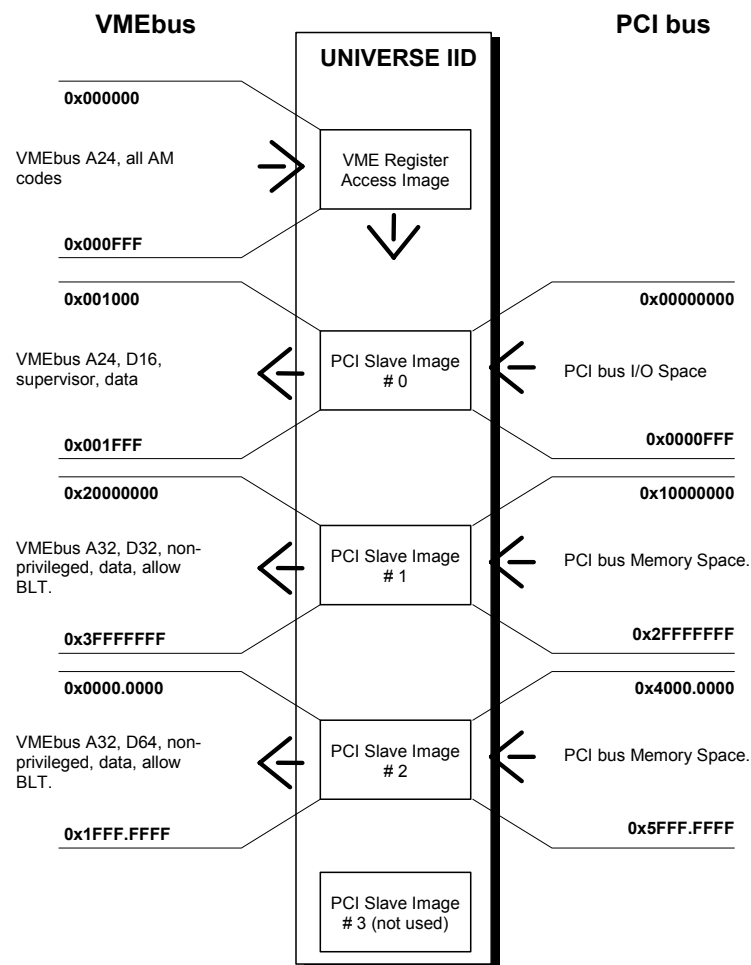 VMEbus
PCI bus
UNIVERSE IID
0x000000
VMEbus A24, all AM
codes
VME Register
Access Image
0x000FFF
0x001000
0x00000000
VMEbus A24, D16,
supervisor, data
PCI Slave Image
# 0
PCI bus I/O Space
0x001FFF
0x0000FFF
0x20000000
0x10000000
VMEbus A32, D32, non-
privileged, data, allow
BLT.
PCI Slave Image
# 1
PCI bus Memory Space.
0x3FFFFFFF
0x2FFFFFFF
0x0000.0000
0x4000.0000
VMEbus A32, D64, non-
privileged, data, allow
BLT.
PCI Slave Image
# 2
PCI bus Memory Space.
0x1FFF.FFFF
0x5FFF.FFFF
PCI Slave Image
# 3 (not used)